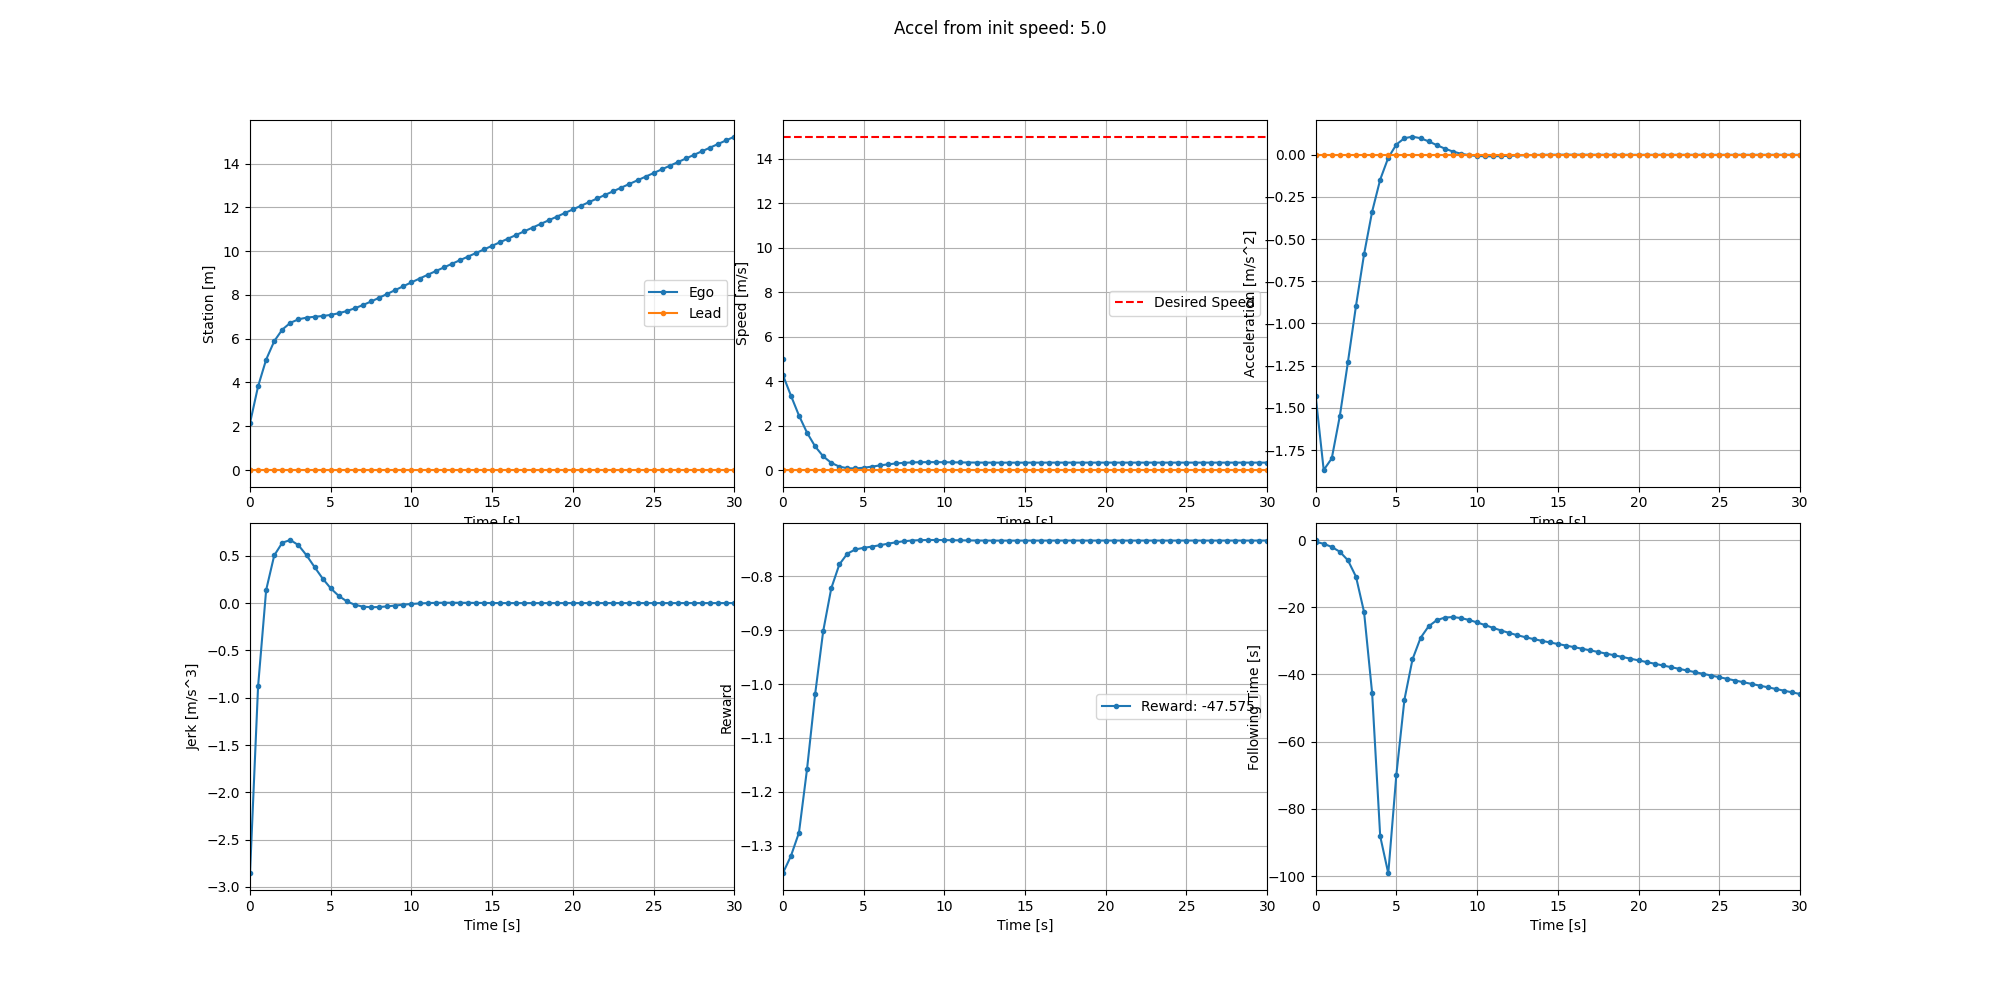 Accel from init speed: 5.0
Station [m]
14
12
10
8
6
4
2
0
Ego
Lead
0 5 10 15 20 25 30
Time [s]
Speed [m/s]
14
12
10
8
6
4
2
0
Desired Speed
0 5 10 15 20 25 30
Time [s]
Acceleration [m/s^2]
0.00
−0.25
−0.50
−0.75
−1.00
−1.25
−1.50
−1.75
0 5 10 15 20 25 30
Time [s]
Jerk [m/s^3]
0.5
0.0
−0.5
−1.0
−1.5
−2.0
−2.5
−3.0
0 5 10 15 20 25 30
Time [s]
Reward
−0.8
−0.9
−1.0
−1.1
−1.2
−1.3
Reward: -47.575
0 5 10 15 20 25 30
Time [s]
Following Time [s]
0
−20
−40
−60
−80
−100
0 5 10 15 20 25 30
Time [s]